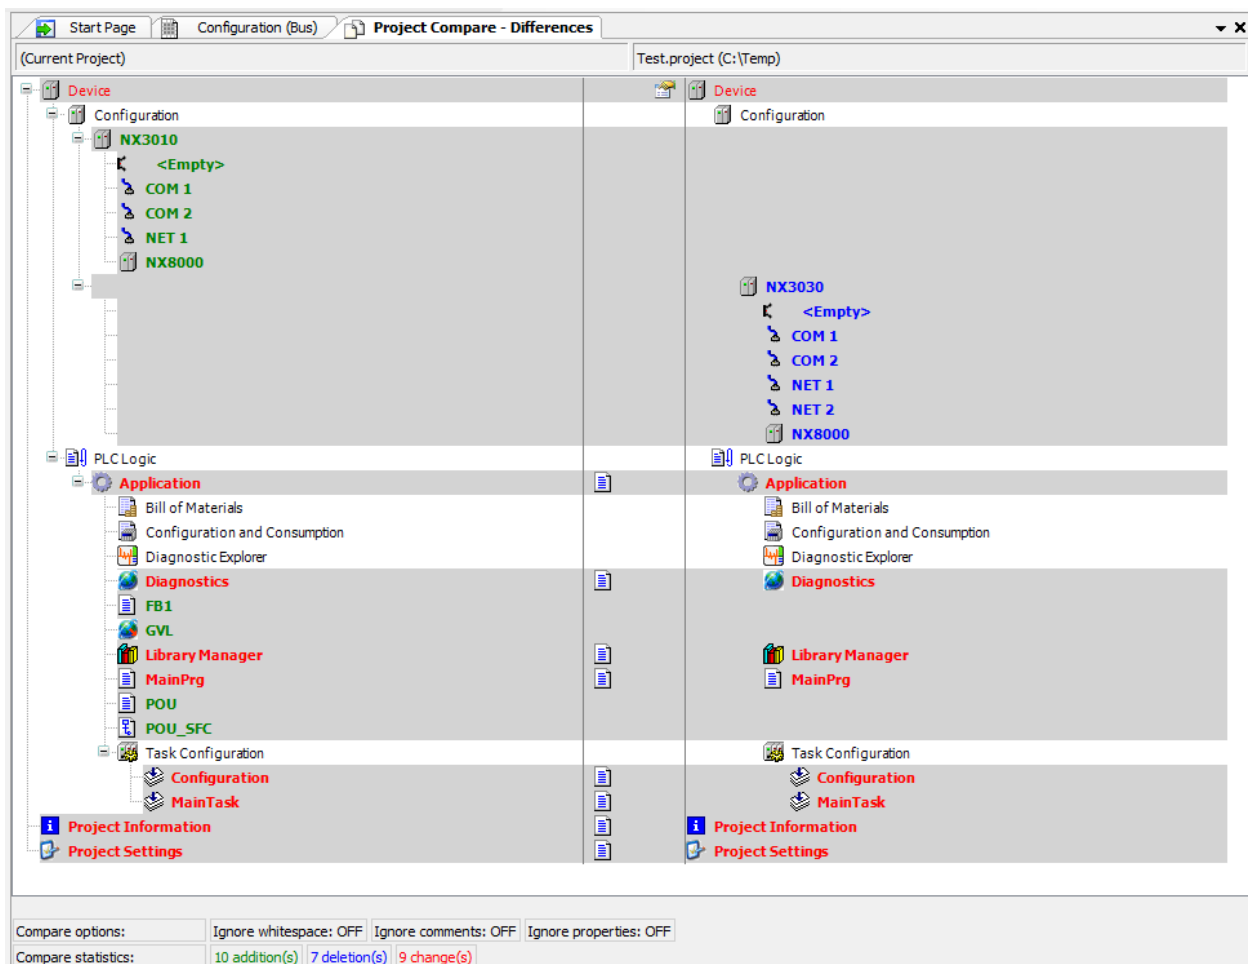 Start Page Configuration (Bus) Project Compare - Differences
(Current Project) Test.project (C:\Temp)
Device Device
Configuration Configuration
NX3010
<Empty>
COM 1
COM 2
NET 1
NX8000
NX3030
<Empty>
COM 1
COM 2
NET 1
NET 2
NX8000
PLC Logic PLC Logic
Application Application
Bill of Materials Bill of Materials
Configuration and Consumption Configuration and Consumption
Diagnostic Explorer Diagnostic Explorer
Diagnostics Diagnostics
FB1
GVL
Library Manager Library Manager
MainPrg MainPrg
POU
POU_SFC
Task Configuration Task Configuration
Configuration Configuration
MainTask MainTask
Project Information Project Information
Project Settings Project Settings
Compare options: Ignore whitespace: OFF Ignore comments: OFF Ignore properties: OFF
Compare statistics: 10 addition(s) 7 deletion(s) 9 change(s)